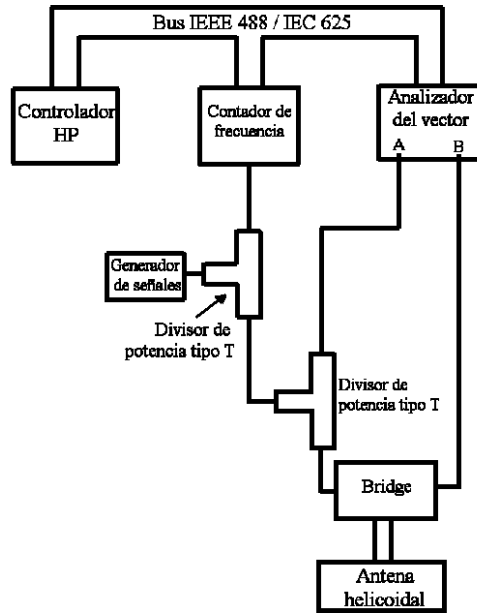 Bus IEEE 488 / IEC 625
Controlador
HP
Contador de
frecuencia
Analizador
del vector
A
B
Generador
de señales
Divisor de
potencia tipo T
Divisor de
potencia tipo T
Bridge
Antena
helicoidal